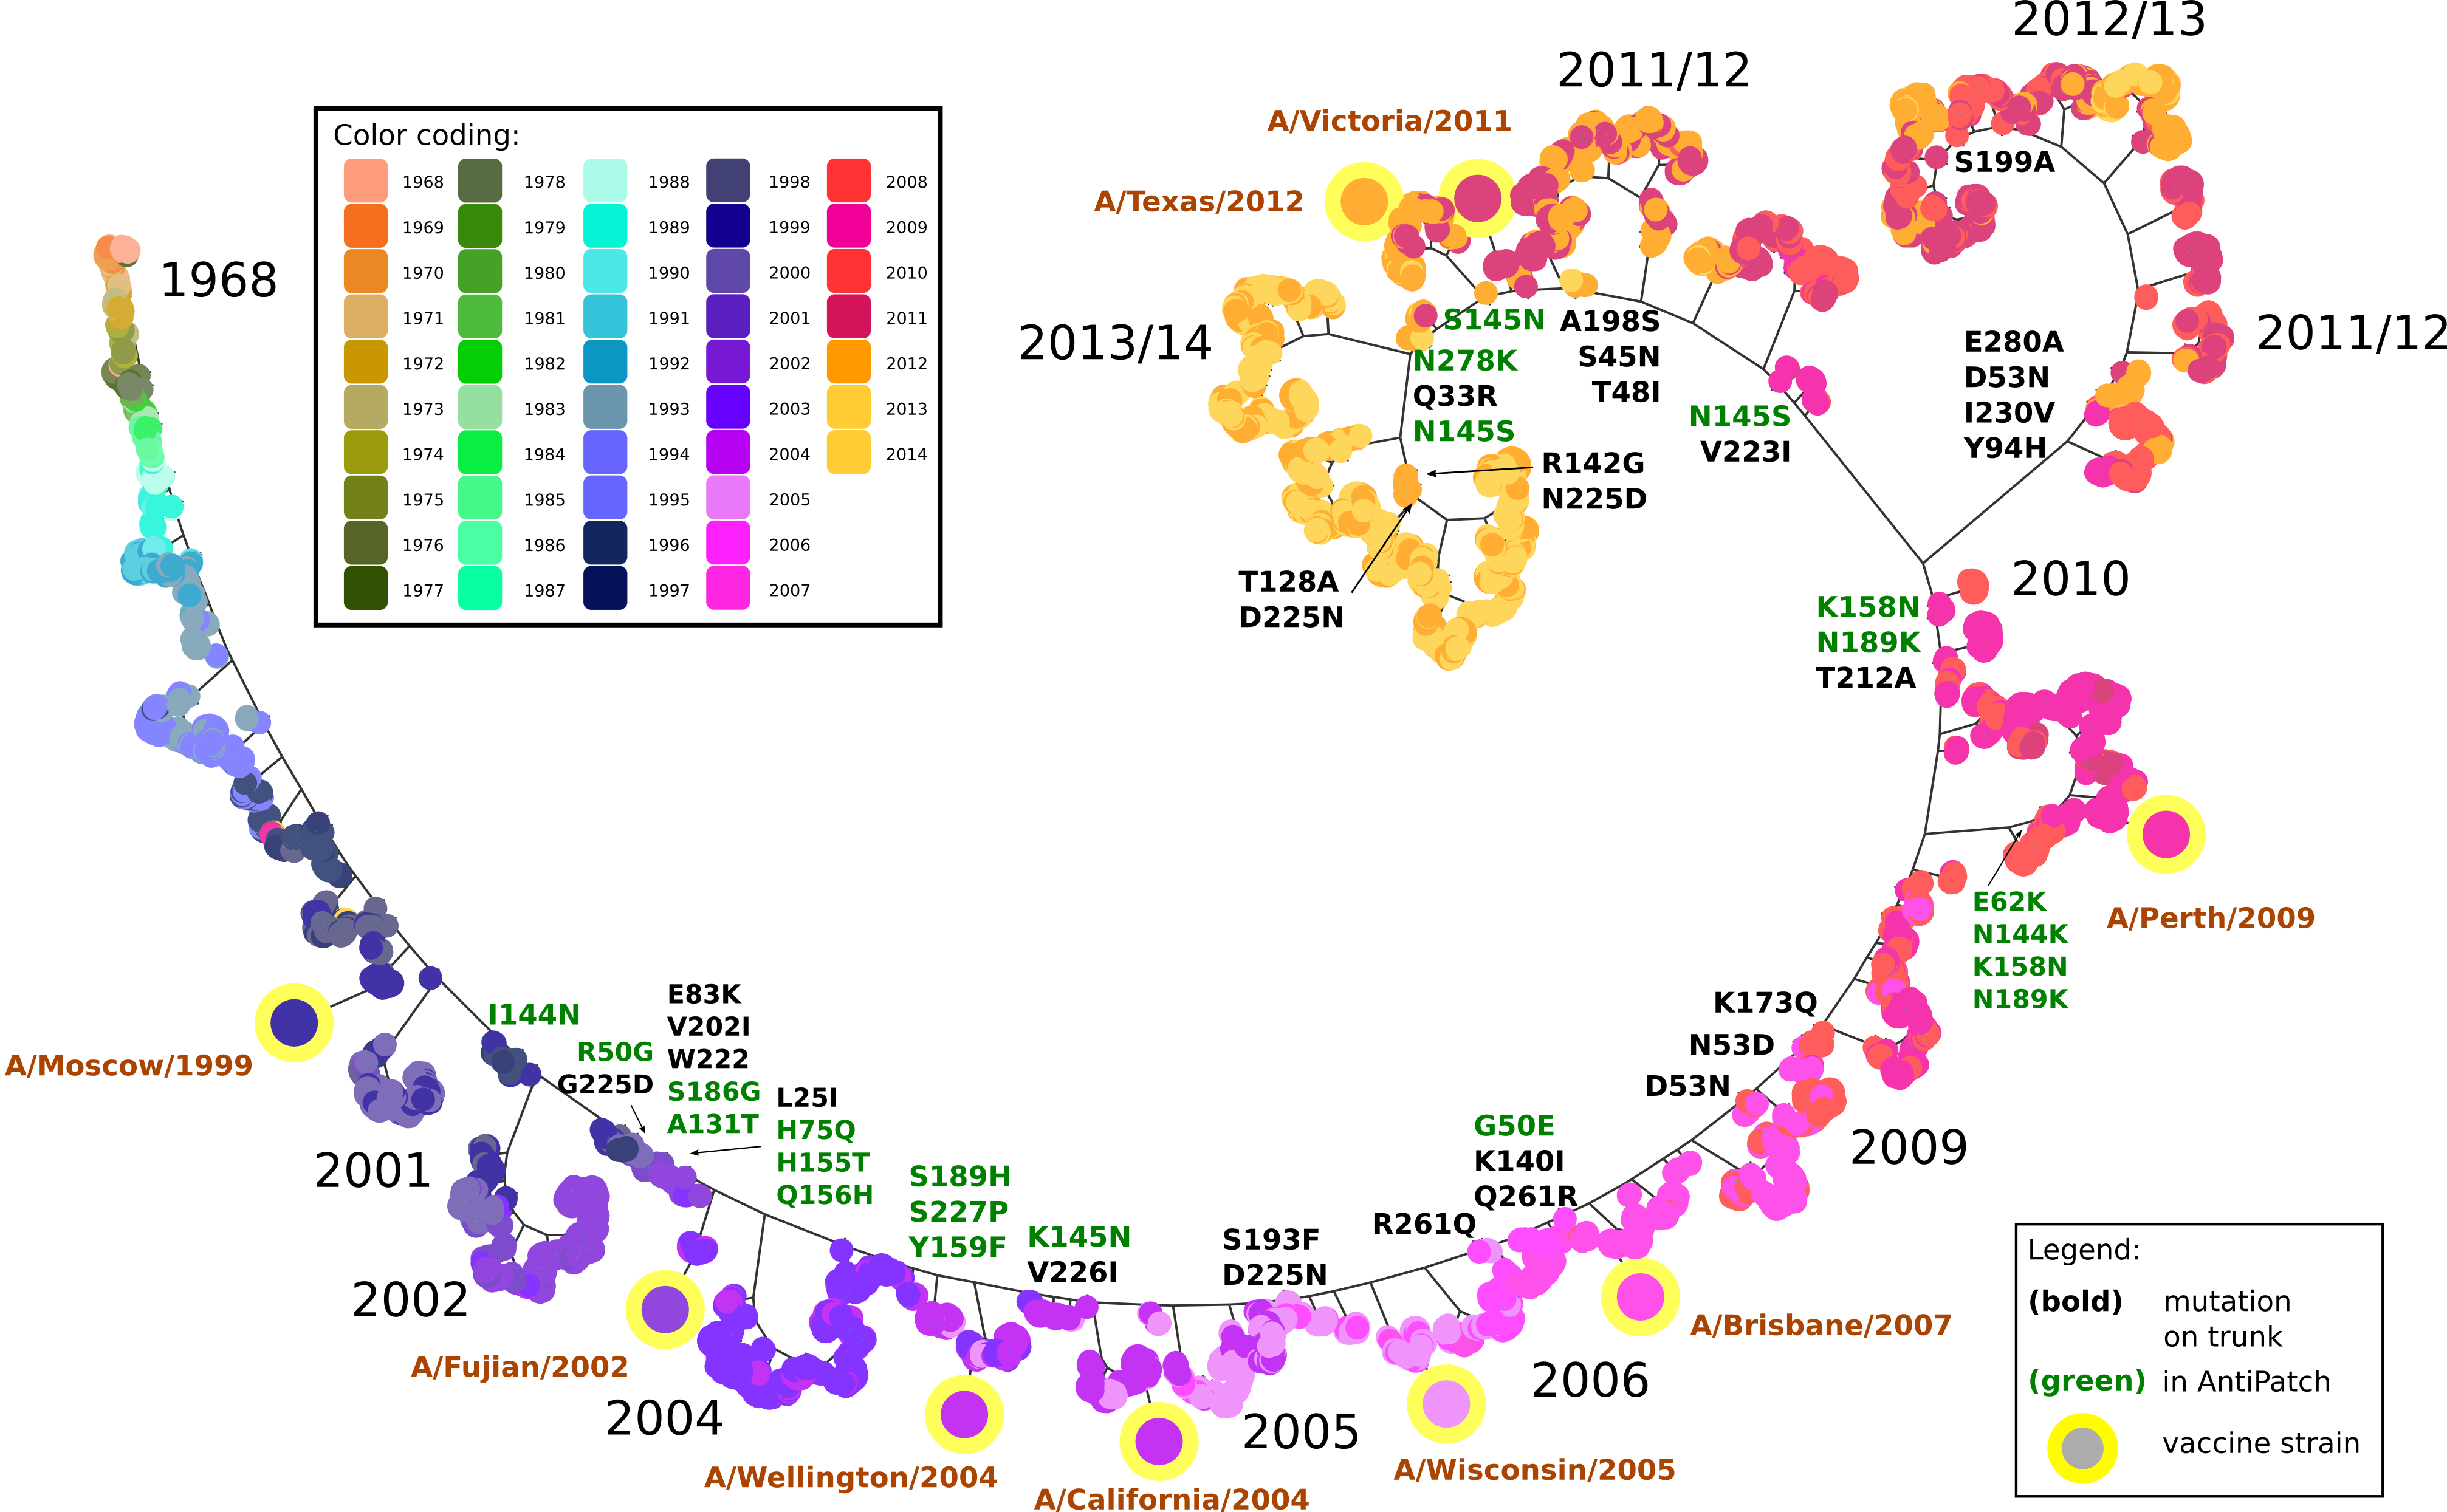 2012/13
2011/12
A/Victoria/2011
A/Texas/2012
S199A
1968
Color coding:
1968 1978 1988 1998 2008
1969 1979 1989 1999 2009
1970 1980 1990 2000 2010
1971 1981 1991 2001 2011
1972 1982 1992 2002 2012
1973 1983 1993 2003 2013
1974 1984 1994 2004 2014
1975 1985 1995 2005
1976 1986 1996 2006
1977 1987 1997 2007
2013/14
S145N
N278K
Q33R
N145S
A198S
S45N
T48I
N145S
V223I
E280A
D53N
I230V
Y94H
2011/12
R142G
N225D
T128A
D225N
2010
K158N
N189K
T212A
E62K
N144K
K158N
N189K
A/Perth/2009
K173Q
N53D
D53N
2009
A/Moscow/1999
I144N
R50G
G225D
E83K
V202I
W222
S186G
A131T
L25I
H75Q
H155T
Q156H
2001
2002
S189H
S227P
Y159F
K145N
V226I
S193F
D225N
R261Q
G50E
K140I
Q261R
A/Fujian/2002
2004
A/Wellington/2004
A/California/2004
2005
A/Wisconsin/2005
2006
A/Brisbane/2007
Legend:
(bold) mutation
on trunk
(green) in AntiPatch
vaccine strain